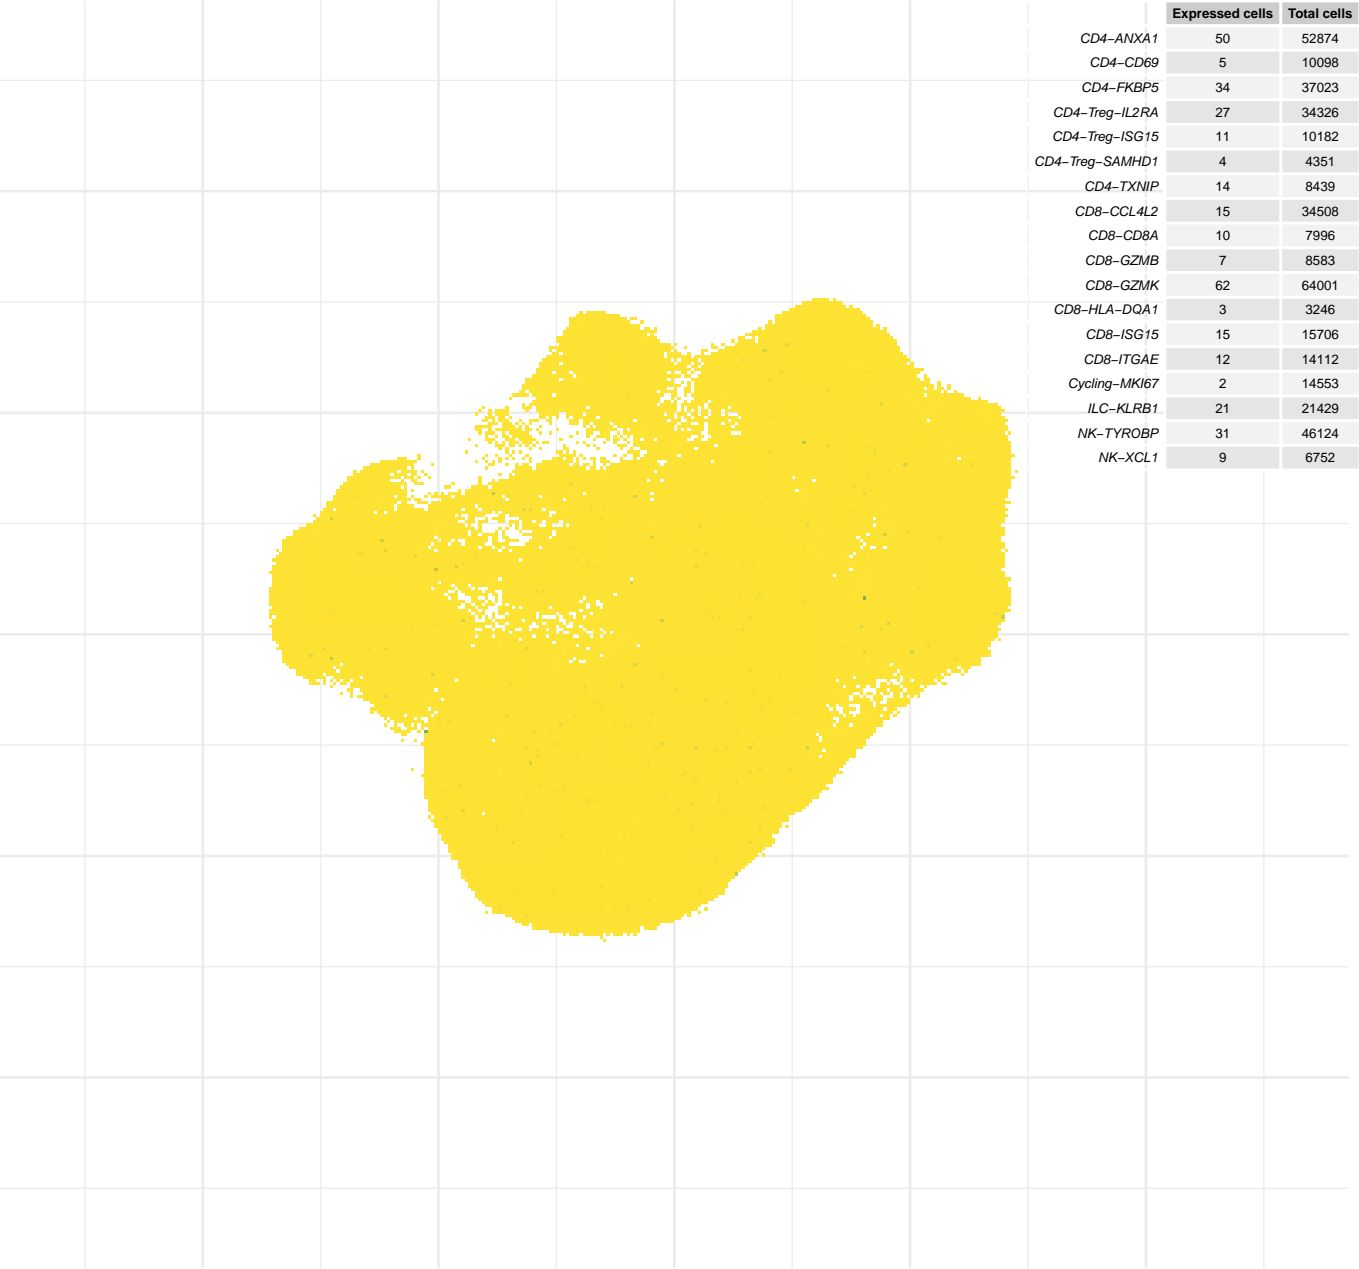 Expressed cells Total cells
CD4−ANXA1 50 52874
CD4−CD69 5 10098
CD4−FKBP5 34 37023
CD4−Treg−IL2RA 27 34326
CD4−Treg−ISG15 11 10182
CD4−Treg−SAMHD1 4 4351
CD4−TXNIP 14 8439
CD8−CCL4L2 15 34508
CD8−CD8A 10 7996
CD8−GZMB 7 8583
CD8−GZMK 62 64001
CD8−HLA−DQA1 3 3246
CD8−ISG15 15 15706
CD8−ITGAE 12 14112
Cycling−MKI67 2 14553
ILC−KLRB1 21 21429
NK−TYROBP 31 46124
NK−XCL1 9 6752